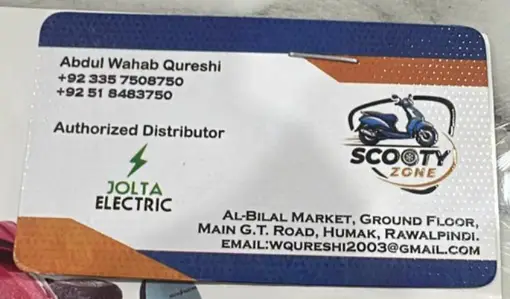 Abdul Wahab Qureshi
+92 335 7508750
+92 51 8483750
Authorized Distributor
JOLTA
ELECTRIC
SCOOTY
ZONE
AL-BILAL MARKET, GROUND FLOOR,
MAIN G.T. ROAD, HUMAK, RAWALPINDI.
EMAIL:WQURESHI2003@GMAIL.COM